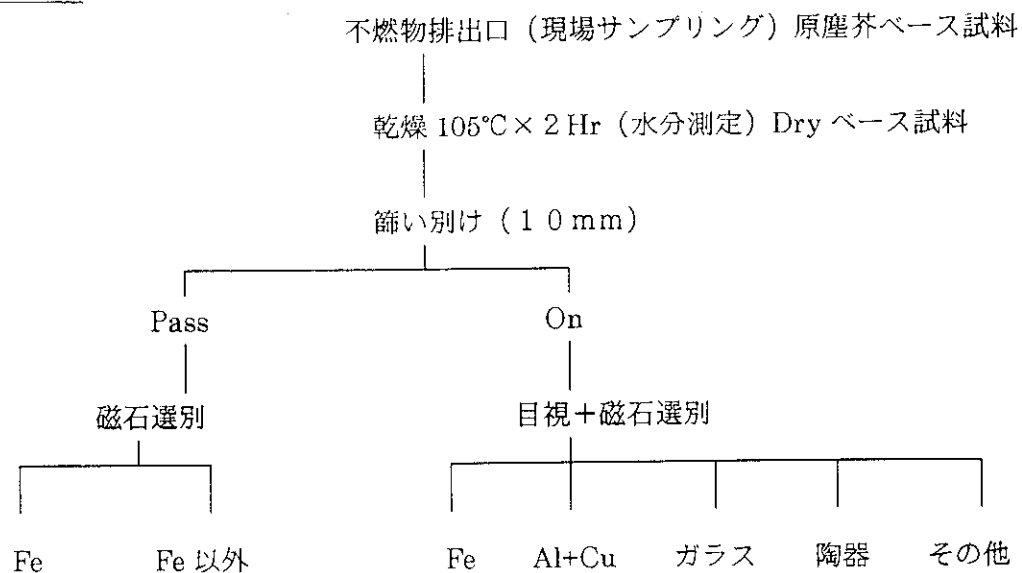 不燃物排出口（現場サンプリング）原塵芥ベース試料
乾燥 105℃×2 Hr（水分測定）Dry ベース試料
篩い別け（１０mm）
Pass
On
磁石選別
目視＋磁石選別
Fe
Fe 以外
Fe
Al+Cu
ガラス
陶器
その他